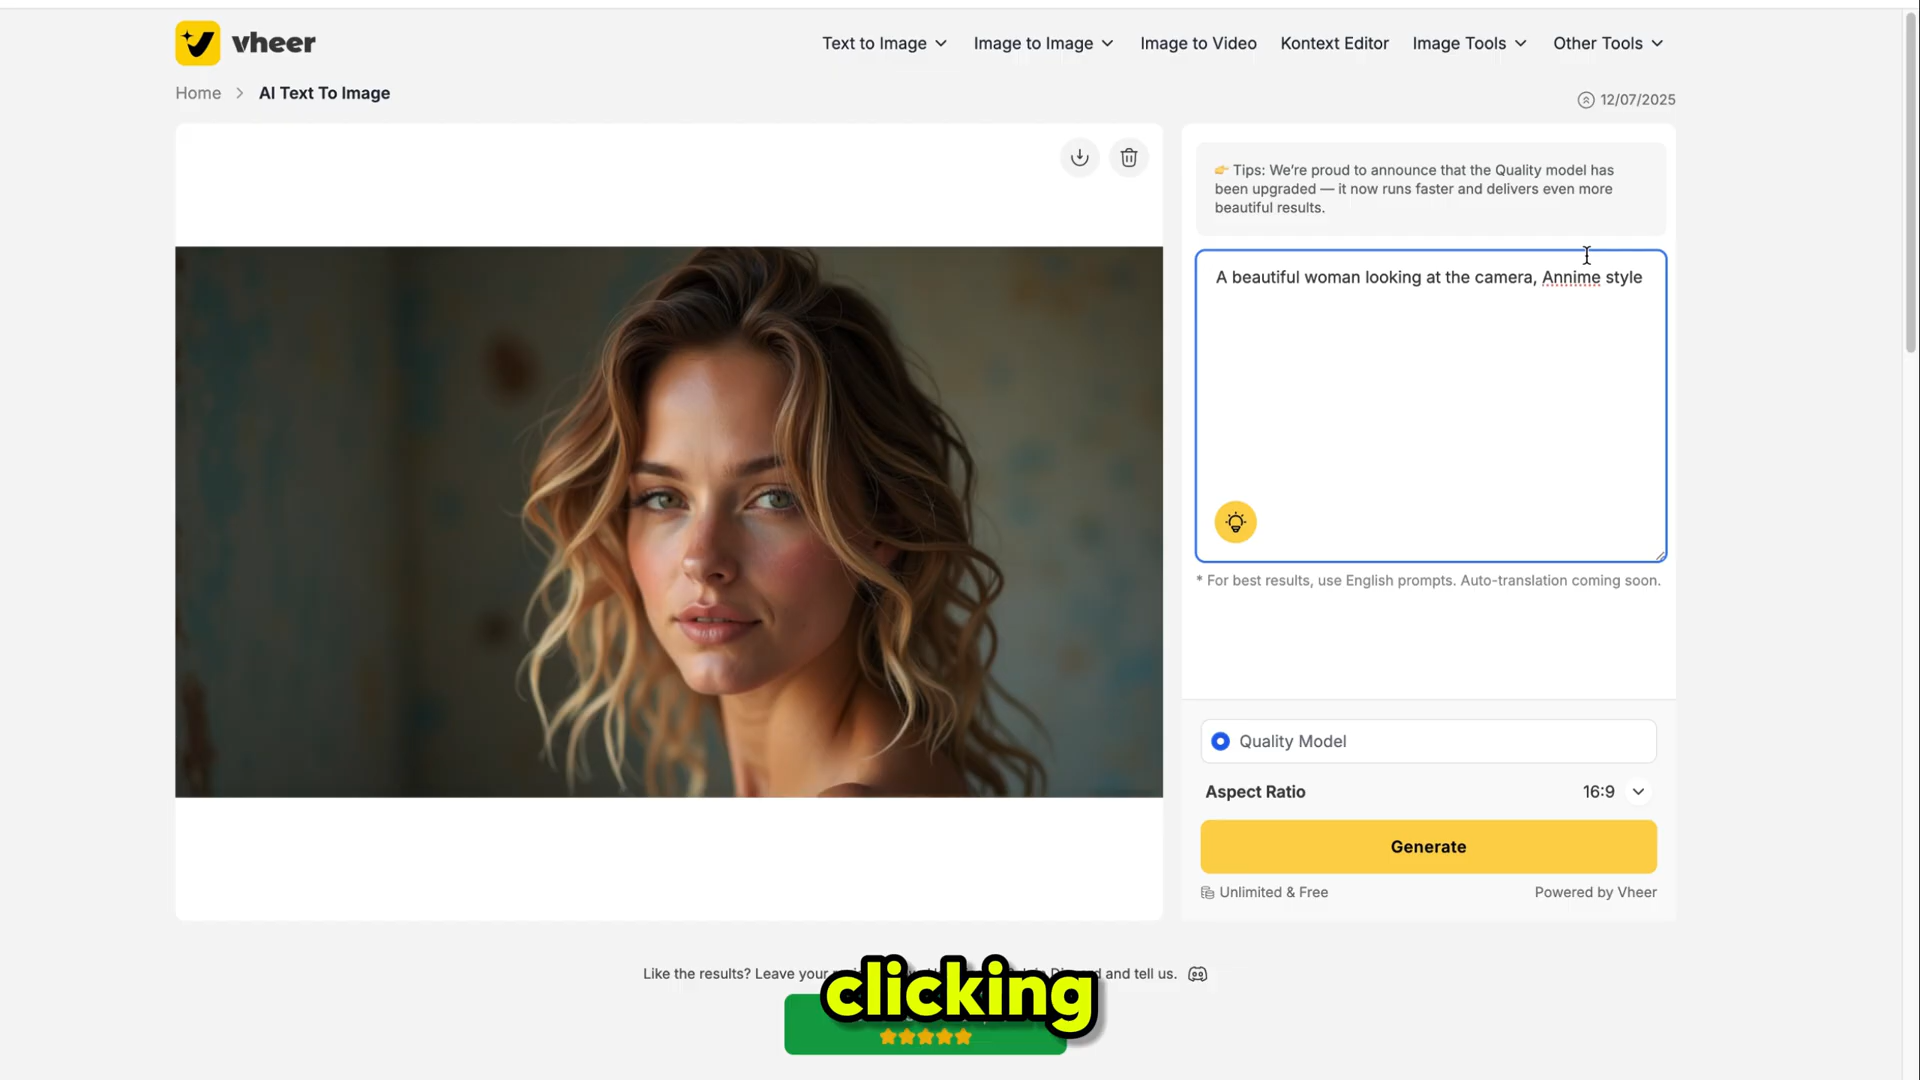 vheer
Text to Image
Image to Image
Image to Video
Kontext Editor
Image Tools
Other Tools
Home > AI Text To Image
12/07/2025
👉 Tips: We're proud to announce that the Quality model has
been upgraded — it now runs faster and delivers even more
beautiful results.
A beautiful woman looking at the camera, Annime style
* For best results, use English prompts. Auto-translation coming soon.
Quality Model
Aspect Ratio 16:9
Generate
Unlimited & Free
Powered by Vheer
Like the results? Leave your
and tell us.
clicking